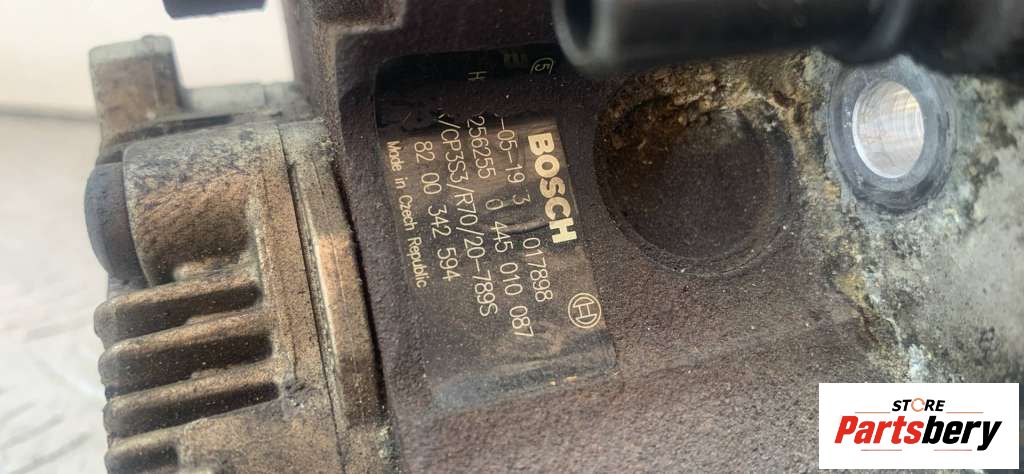 BOSCH
-05-19 3 017898
256255 0 445 010 087
/CP3S3/R70/20-789S
82 00 342 594
Made in Czech Republic
H
5
STORE
Partsbery